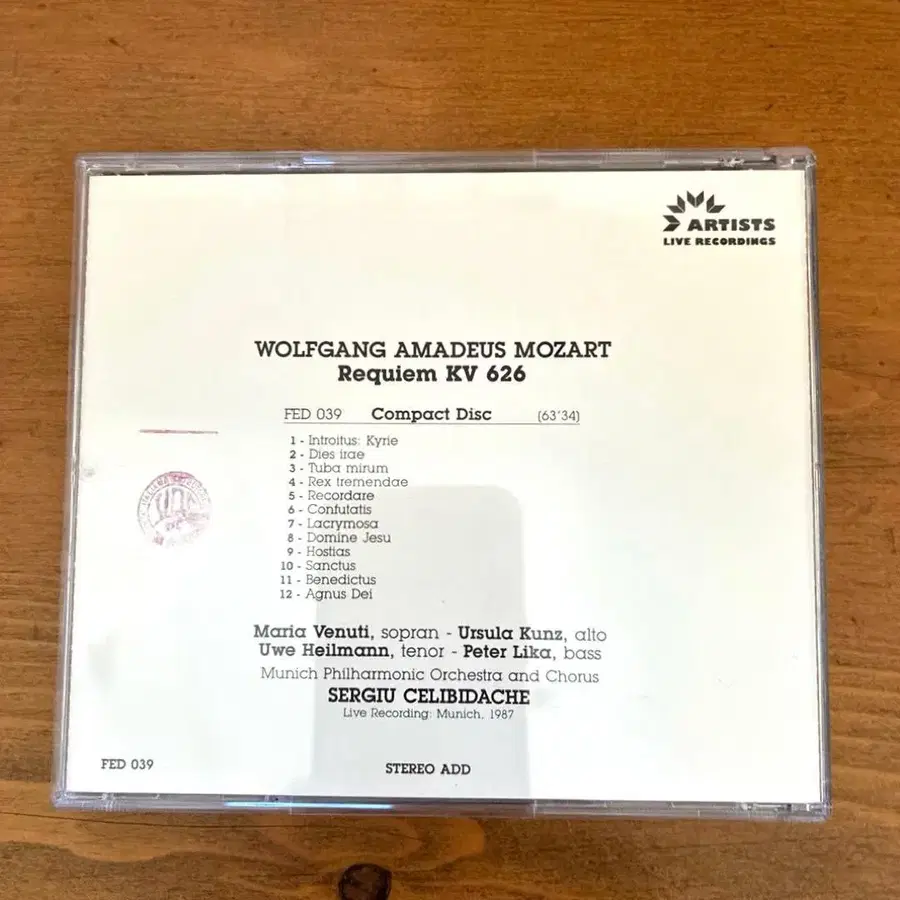 ARTISTS
LIVE RECORDINGS
WOLFGANG AMADEUS MOZART
Requiem KV 626
FED 039 Compact Disc (63'34)
1 - Introitus: Kyrie
2 - Dies irae
3 - Tuba mirum
4 - Rex tremendae
5 - Recordare
6 - Confutatis
7 - Lacrymosa
8 - Domine Jesu
9 - Hostias
10 - Sanctus
11 - Benedictus
12 - Agnus Dei
Maria Venuti, sopran - Ursula Kunz, alto
Uwe Heilmann, tenor - Peter Lika, bass
Munich Philharmonic Orchestra and Chorus
SERGIU CELIBIDACHE
Live Recording: Munich, 1987
FED 039
STEREO ADD